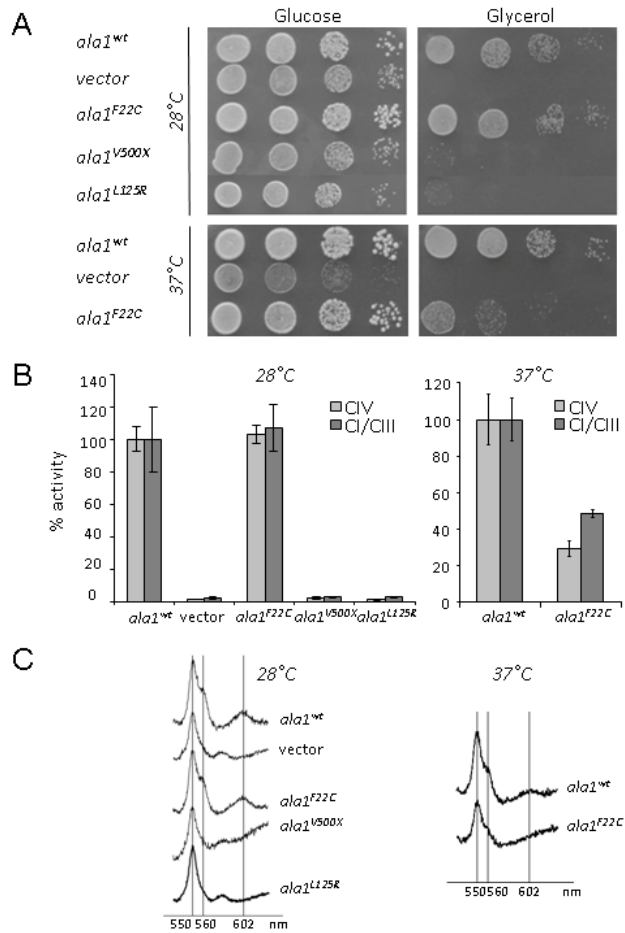 A
Glucose Glycerol
ala1wt
vector
ala1F22C
ala1V500X
ala1L125R
28°C
ala1wt
vector
ala1F22C
37°C
B
28°C
140
120
100
80
60
40
20
0
% activity
CIV
CI/CIII
ala1wt vector ala1F22C ala1V500X ala1L125R
37°C
120
100
80
60
40
20
0
CIV
CI/CIII
ala1wt ala1F22C
C
28°C
ala1wt
vector
ala1F22C
ala1V500X
ala1L125R
550 560 602 nm
37°C
ala1wt
ala1F22C
550 560 602 nm